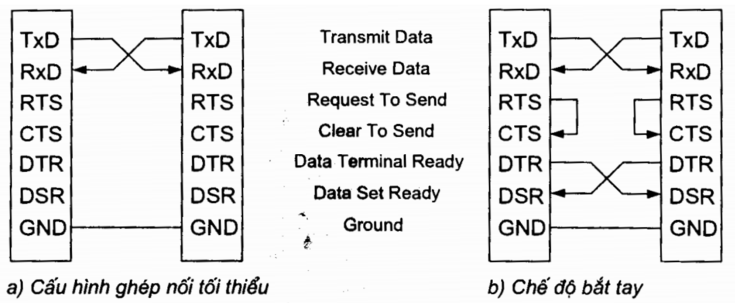 TxD TxD Transmit Data TxD TxD
RxD RxD Receive Data RxD RxD
RTS RTS Request To Send RTS RTS
CTS CTS Clear To Send CTS CTS
DTR DTR Data Terminal Ready DTR DTR
DSR DSR Data Set Ready DSR DSR
GND GND Ground GND GND
a) Cấu hình ghép nối tối thiểu b) Chế độ bắt tay